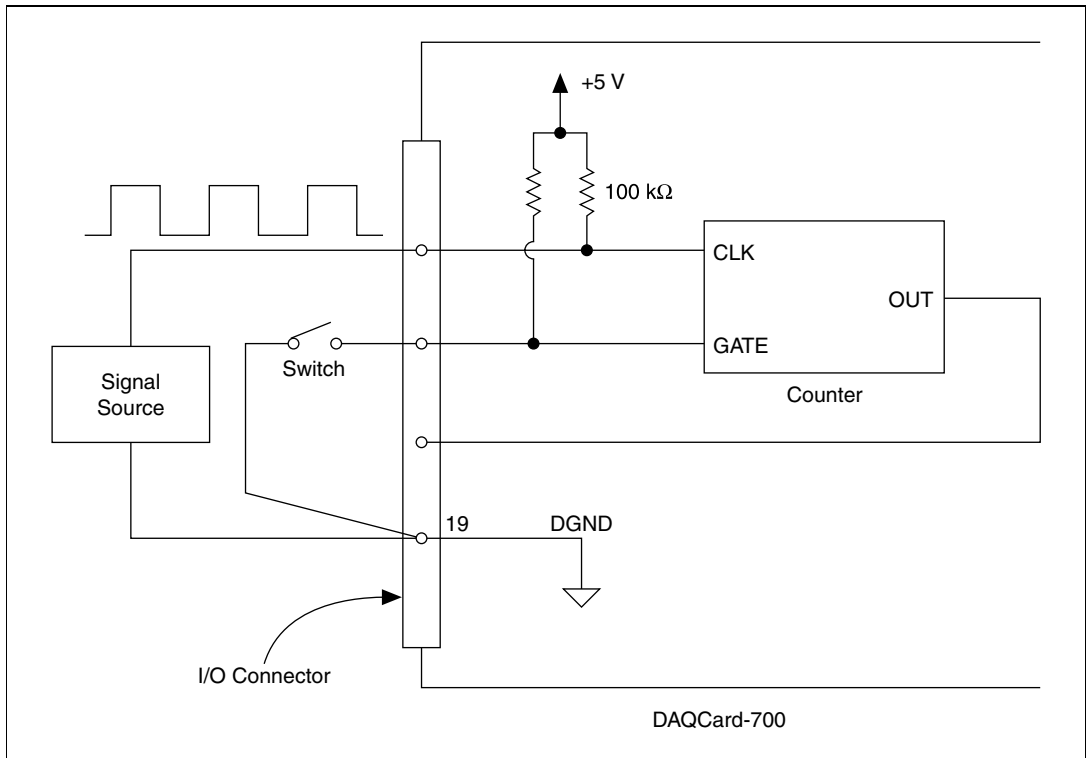 +5 V
100 kΩ
CLK
OUT
GATE
Switch
Counter
Signal
Source
19
DGND
I/O Connector
DAQCard-700